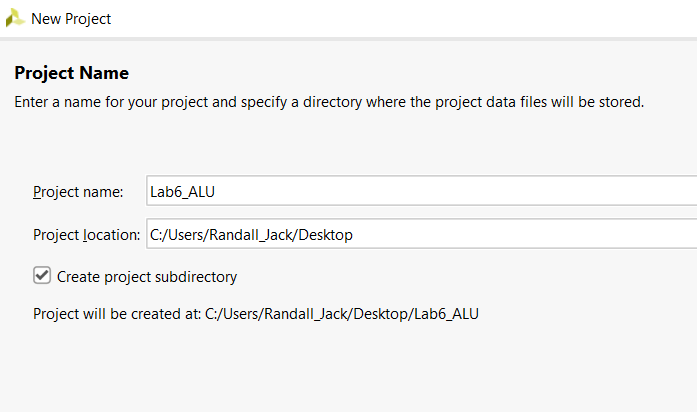 New Project
Project Name
Enter a name for your project and specify a directory where the project data files will be stored.
Project name: Lab6_ALU
Project location: C:/Users/Randall_Jack/Desktop
Create project subdirectory
Project will be created at: C:/Users/Randall_Jack/Desktop/Lab6_ALU